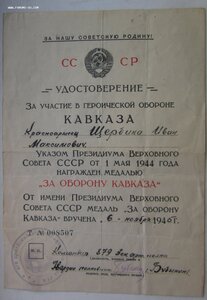 ЗА НАШУ СОВЕТСКУЮ РОДИНУ!
СС СР
УДОСТОВЕРЕНИЕ
ЗА УЧАСТИЕ В ГЕРОИЧЕСКОЙ ОБОРОНЕ
КАВКАЗА
Красноармеец Щербина Иван
Максимович
УКАЗОМ ПРЕЗИДИУМА ВЕРХОВНОГО
СОВЕТА СССР ОТ 1 МАЯ 1944 ГОДА
НАГРАЖДЕН МЕДАЛЬЮ
„ЗА ОБОРОНУ КАВКАЗА“
ОТ ИМЕНИ ПРЕЗИДИУМА ВЕРХОВНОГО
СОВЕТА СССР МЕДАЛЬ „ЗА ОБОРОНУ
КАВКАЗА“ ВРУЧЕНА 6 ноября 194 г.
Т №
Гвардии